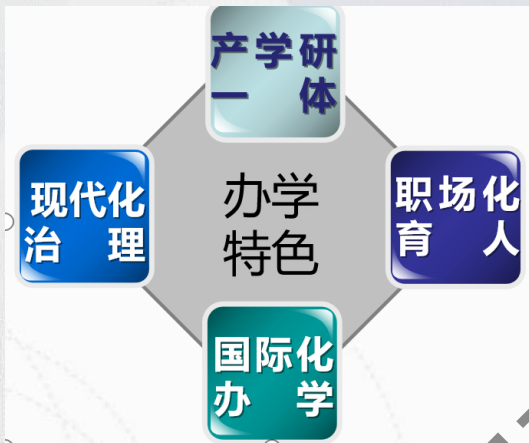 产学研
一 体
现代化
治 理
办学
特色
职场化
育 人
国际化
办 学